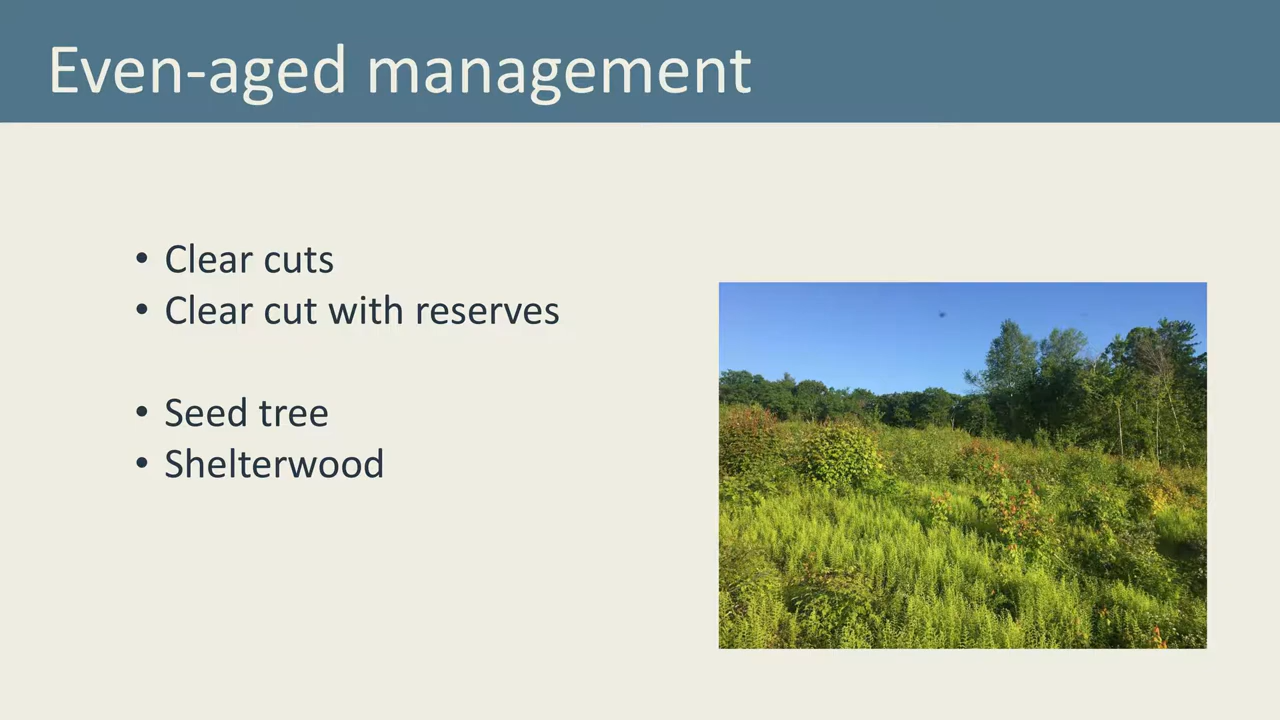 Even-aged management
• Clear cuts
• Clear cut with reserves
• Seed tree
• Shelterwood